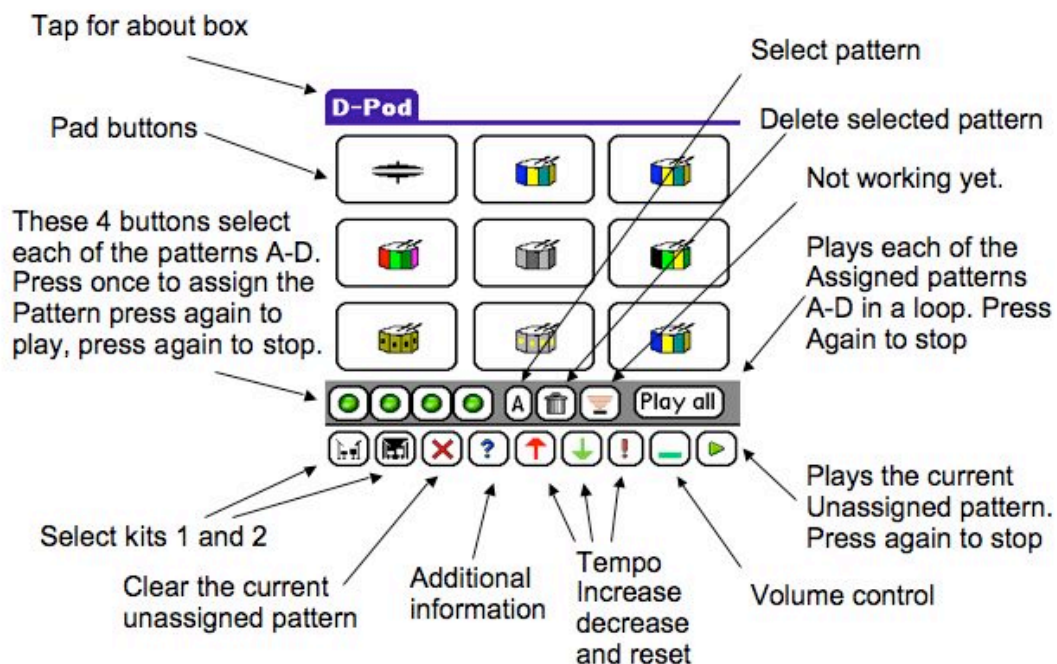 Tap for about box
Select pattern
D-Pod
Pad buttons
Delete selected pattern
Not working yet.
These 4 buttons select
each of the patterns A-D.
Press once to assign the
Pattern press again to
play, press again to stop.
Plays each of the
Assigned patterns
A-D in a loop. Press
Again to stop
A
Play all
?
!
Select kits 1 and 2
Clear the current
unassigned pattern
Additional
information
Tempo
Increase
decrease
and reset
Volume control
Plays the current
Unassigned pattern.
Press again to stop